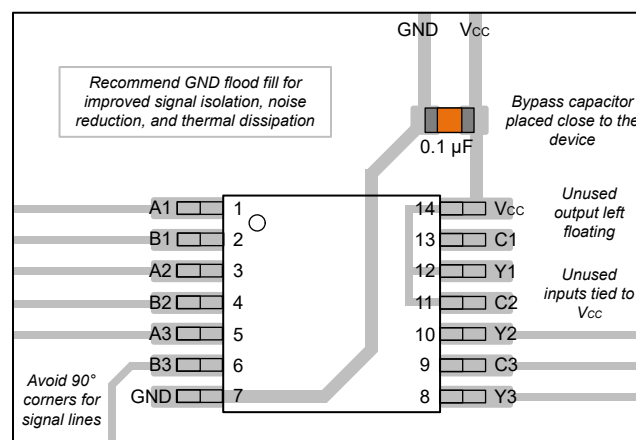 GND VCC
Recommend GND flood fill for
improved signal isolation, noise
reduction, and thermal dissipation
Bypass capacitor
placed close to the
device
0.1 µF
A1 1 14 VCC
B1 2 13 C1
A2 3 12 Y1
B2 4 11 C2
A3 5 10 Y2
B3 6 9 C3
GND 7 8 Y3
Unused
output left
floating
Unused
inputs tied to
VCC
Avoid 90°
corners for
signal lines